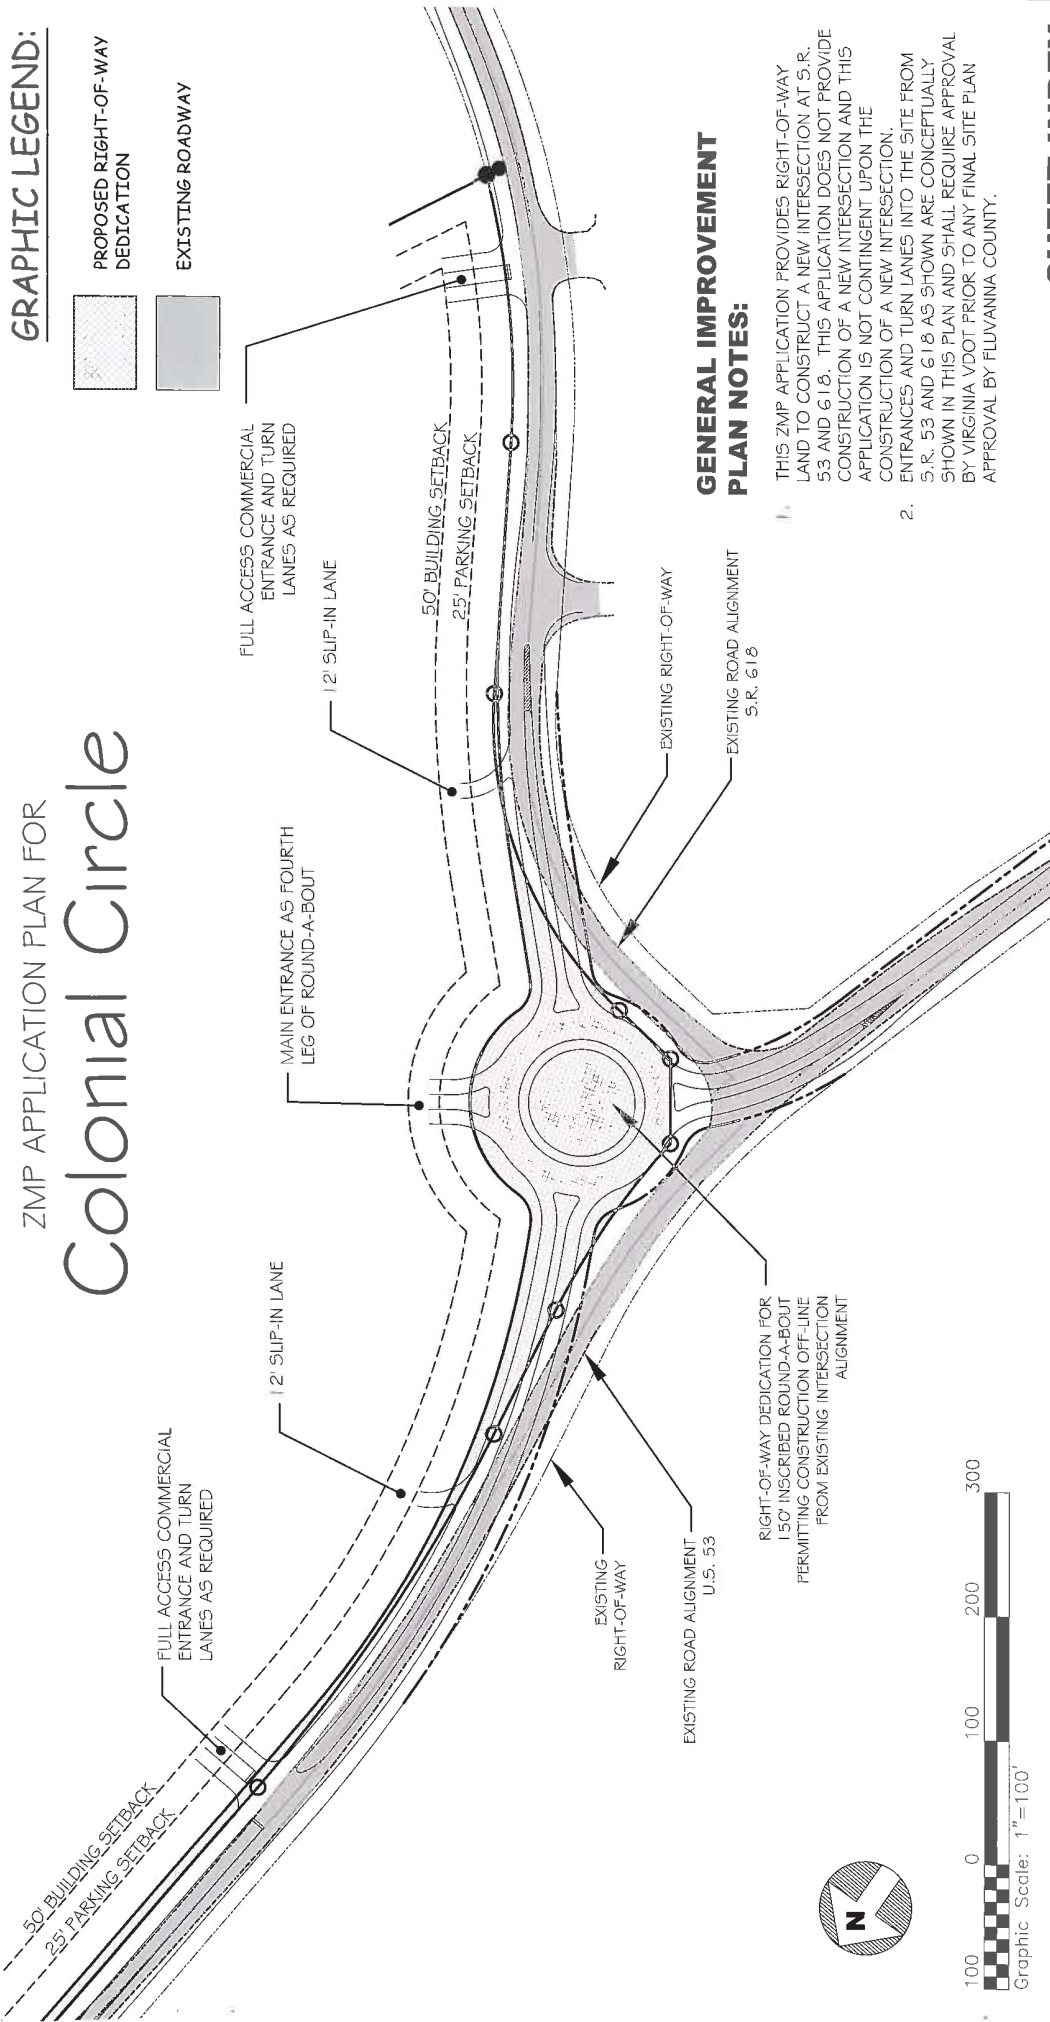 ZMP APPLICATION PLAN FOR
Colonial Circle
GRAPHIC LEGEND:
PROPOSED RIGHT-OF-WAY
DEDICATION
EXISTING ROADWAY
FULL ACCESS COMMERCIAL
ENTRANCE AND TURN
LANES AS REQUIRED
12' SLIP-IN LANE
MAIN ENTRANCE AS FOURTH
LEG OF ROUND-A-BOUT
12' SLIP-IN LANE
FULL ACCESS COMMERCIAL
ENTRANCE AND TURN
LANES AS REQUIRED
50' BUILDING SETBACK
25' PARKING SETBACK
50' BUILDING SETBACK
25' PARKING SETBACK
EXISTING
RIGHT-OF-WAY
EXISTING ROAD ALIGNMENT
U.S. 53
RIGHT-OF-WAY DEDICATION FOR
150' INSCRIBED ROUND-A-BOUT
PERMITTING CONSTRUCTION OFF-LINE
FROM EXISTING INTERSECTION
ALIGNMENT
EXISTING RIGHT-OF-WAY
EXISTING ROAD ALIGNMENT
S.R. 618
GENERAL IMPROVEMENT
PLAN NOTES:
1. THIS ZMP APPLICATION PROVIDES RIGHT-OF-WAY
LAND TO CONSTRUCT A NEW INTERSECTION AT S.R.
53 AND 618. THIS APPLICATION DOES NOT PROVIDE
CONSTRUCTION OF A NEW INTERSECTION AND THIS
APPLICATION IS NOT CONTINGENT UPON THE
CONSTRUCTION OF A NEW INTERSECTION.
2. ENTRANCES AND TURN LANES INTO THE SITE FROM
S.R. 53 AND 618 AS SHOWN ARE CONCEPTUALLY
SHOWN IN THIS PLAN AND SHALL REQUIRE APPROVAL
BY VIRGINIA VDOT PRIOR TO ANY FINAL SITE PLAN
APPROVAL BY FLUVANNA COUNTY.
N
100 0 100 200 300
Graphic Scale: 1"=100'